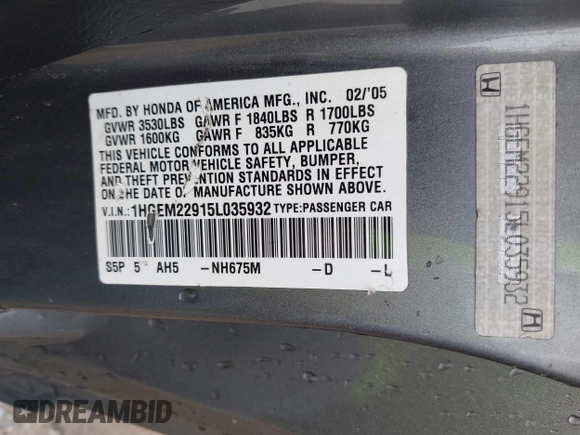 MFD. BY HONDA OF AMERICA MFG., INC. 02/'05
GVWR 3530LBS GAWR F 1840LBS R 1700LBS
GVWR 1600KG GAWR F 835KG R 770KG
THIS VEHICLE CONFORMS TO ALL APPLICABLE
FEDERAL MOTOR VEHICLE SAFETY, BUMPER,
AND THEFT PREVENTION STANDARDS IN EFFECT
ON THE DATE OF MANUFACTURE SHOWN ABOVE.
V.I.N.: 1HGEM22915L035932 TYPE: PASSENGER CAR
S5P 5 AH5 -NH675M -D -L
1HGEM22915L035932
DREAMBID